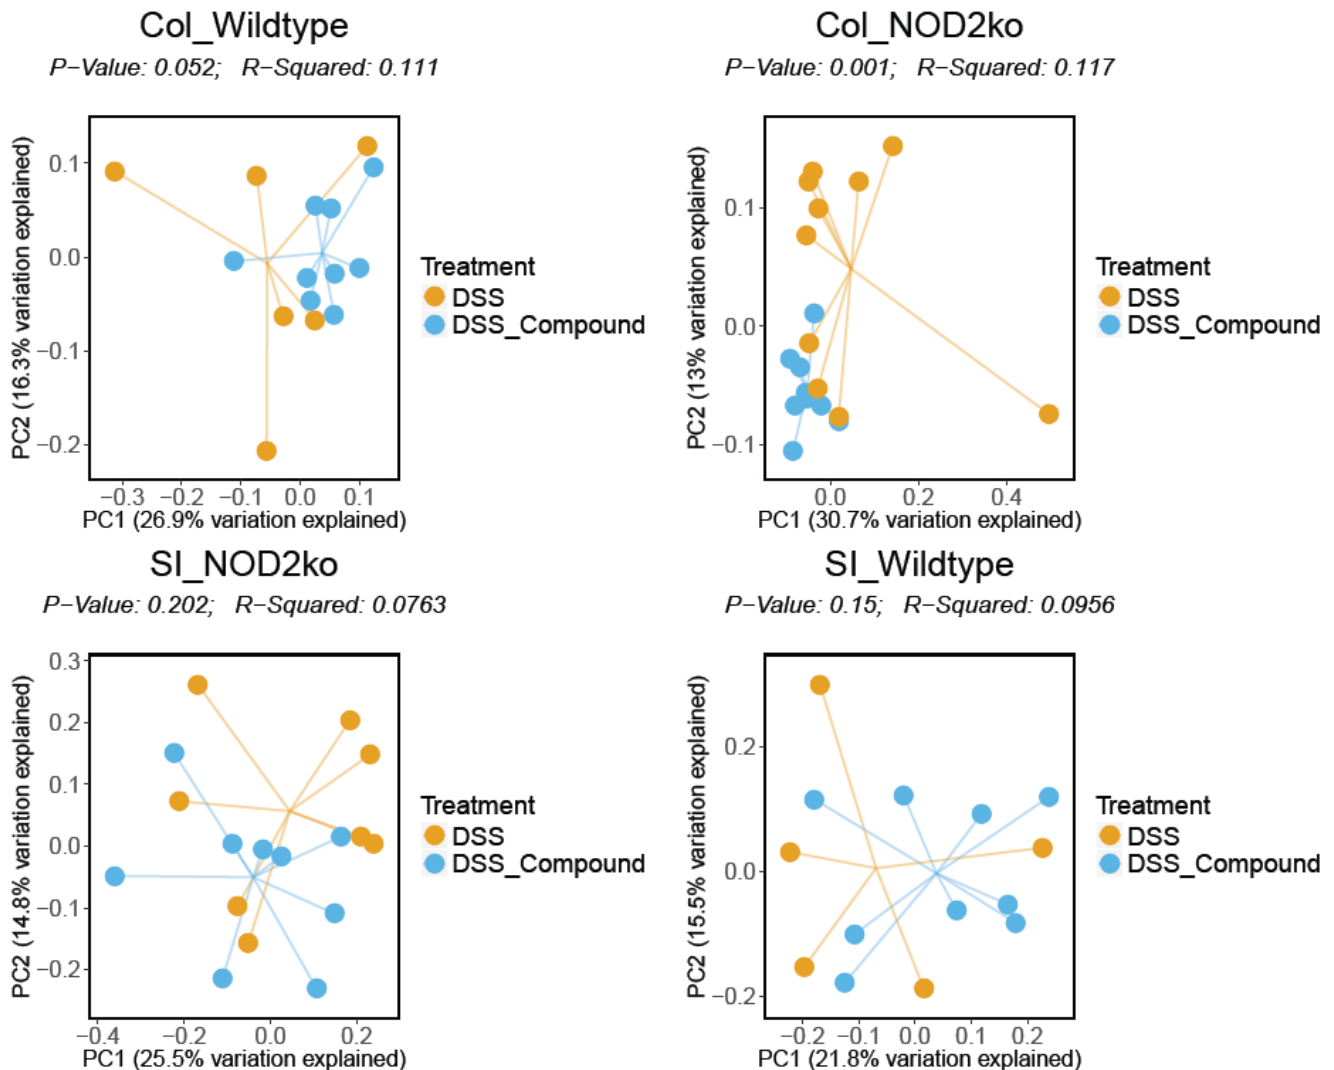 Col_Wildtype
P−Value: 0.052; R−Squared: 0.111
PC2 (16.3% variation explained)
0.1
0.0
−0.1
−0.2
−0.3 −0.2 −0.1 0.0 0.1
PC1 (26.9% variation explained)
Treatment
DSS
DSS_Compound
Col_NOD2ko
P−Value: 0.001; R−Squared: 0.117
PC2 (13% variation explained)
0.1
0.0
−0.1
0.0 0.2 0.4
PC1 (30.7% variation explained)
Treatment
DSS
DSS_Compound
SI_NOD2ko
P−Value: 0.202; R−Squared: 0.0763
PC2 (14.8% variation explained)
0.3
0.2
0.1
0.0
−0.1
−0.2
−0.4 −0.2 0.0 0.2
PC1 (25.5% variation explained)
Treatment
DSS
DSS_Compound
SI_Wildtype
P−Value: 0.15; R−Squared: 0.0956
PC2 (15.5% variation explained)
0.2
0.0
−0.2
−0.2 −0.1 0.0 0.1 0.2
PC1 (21.8% variation explained)
Treatment
DSS
DSS_Compound